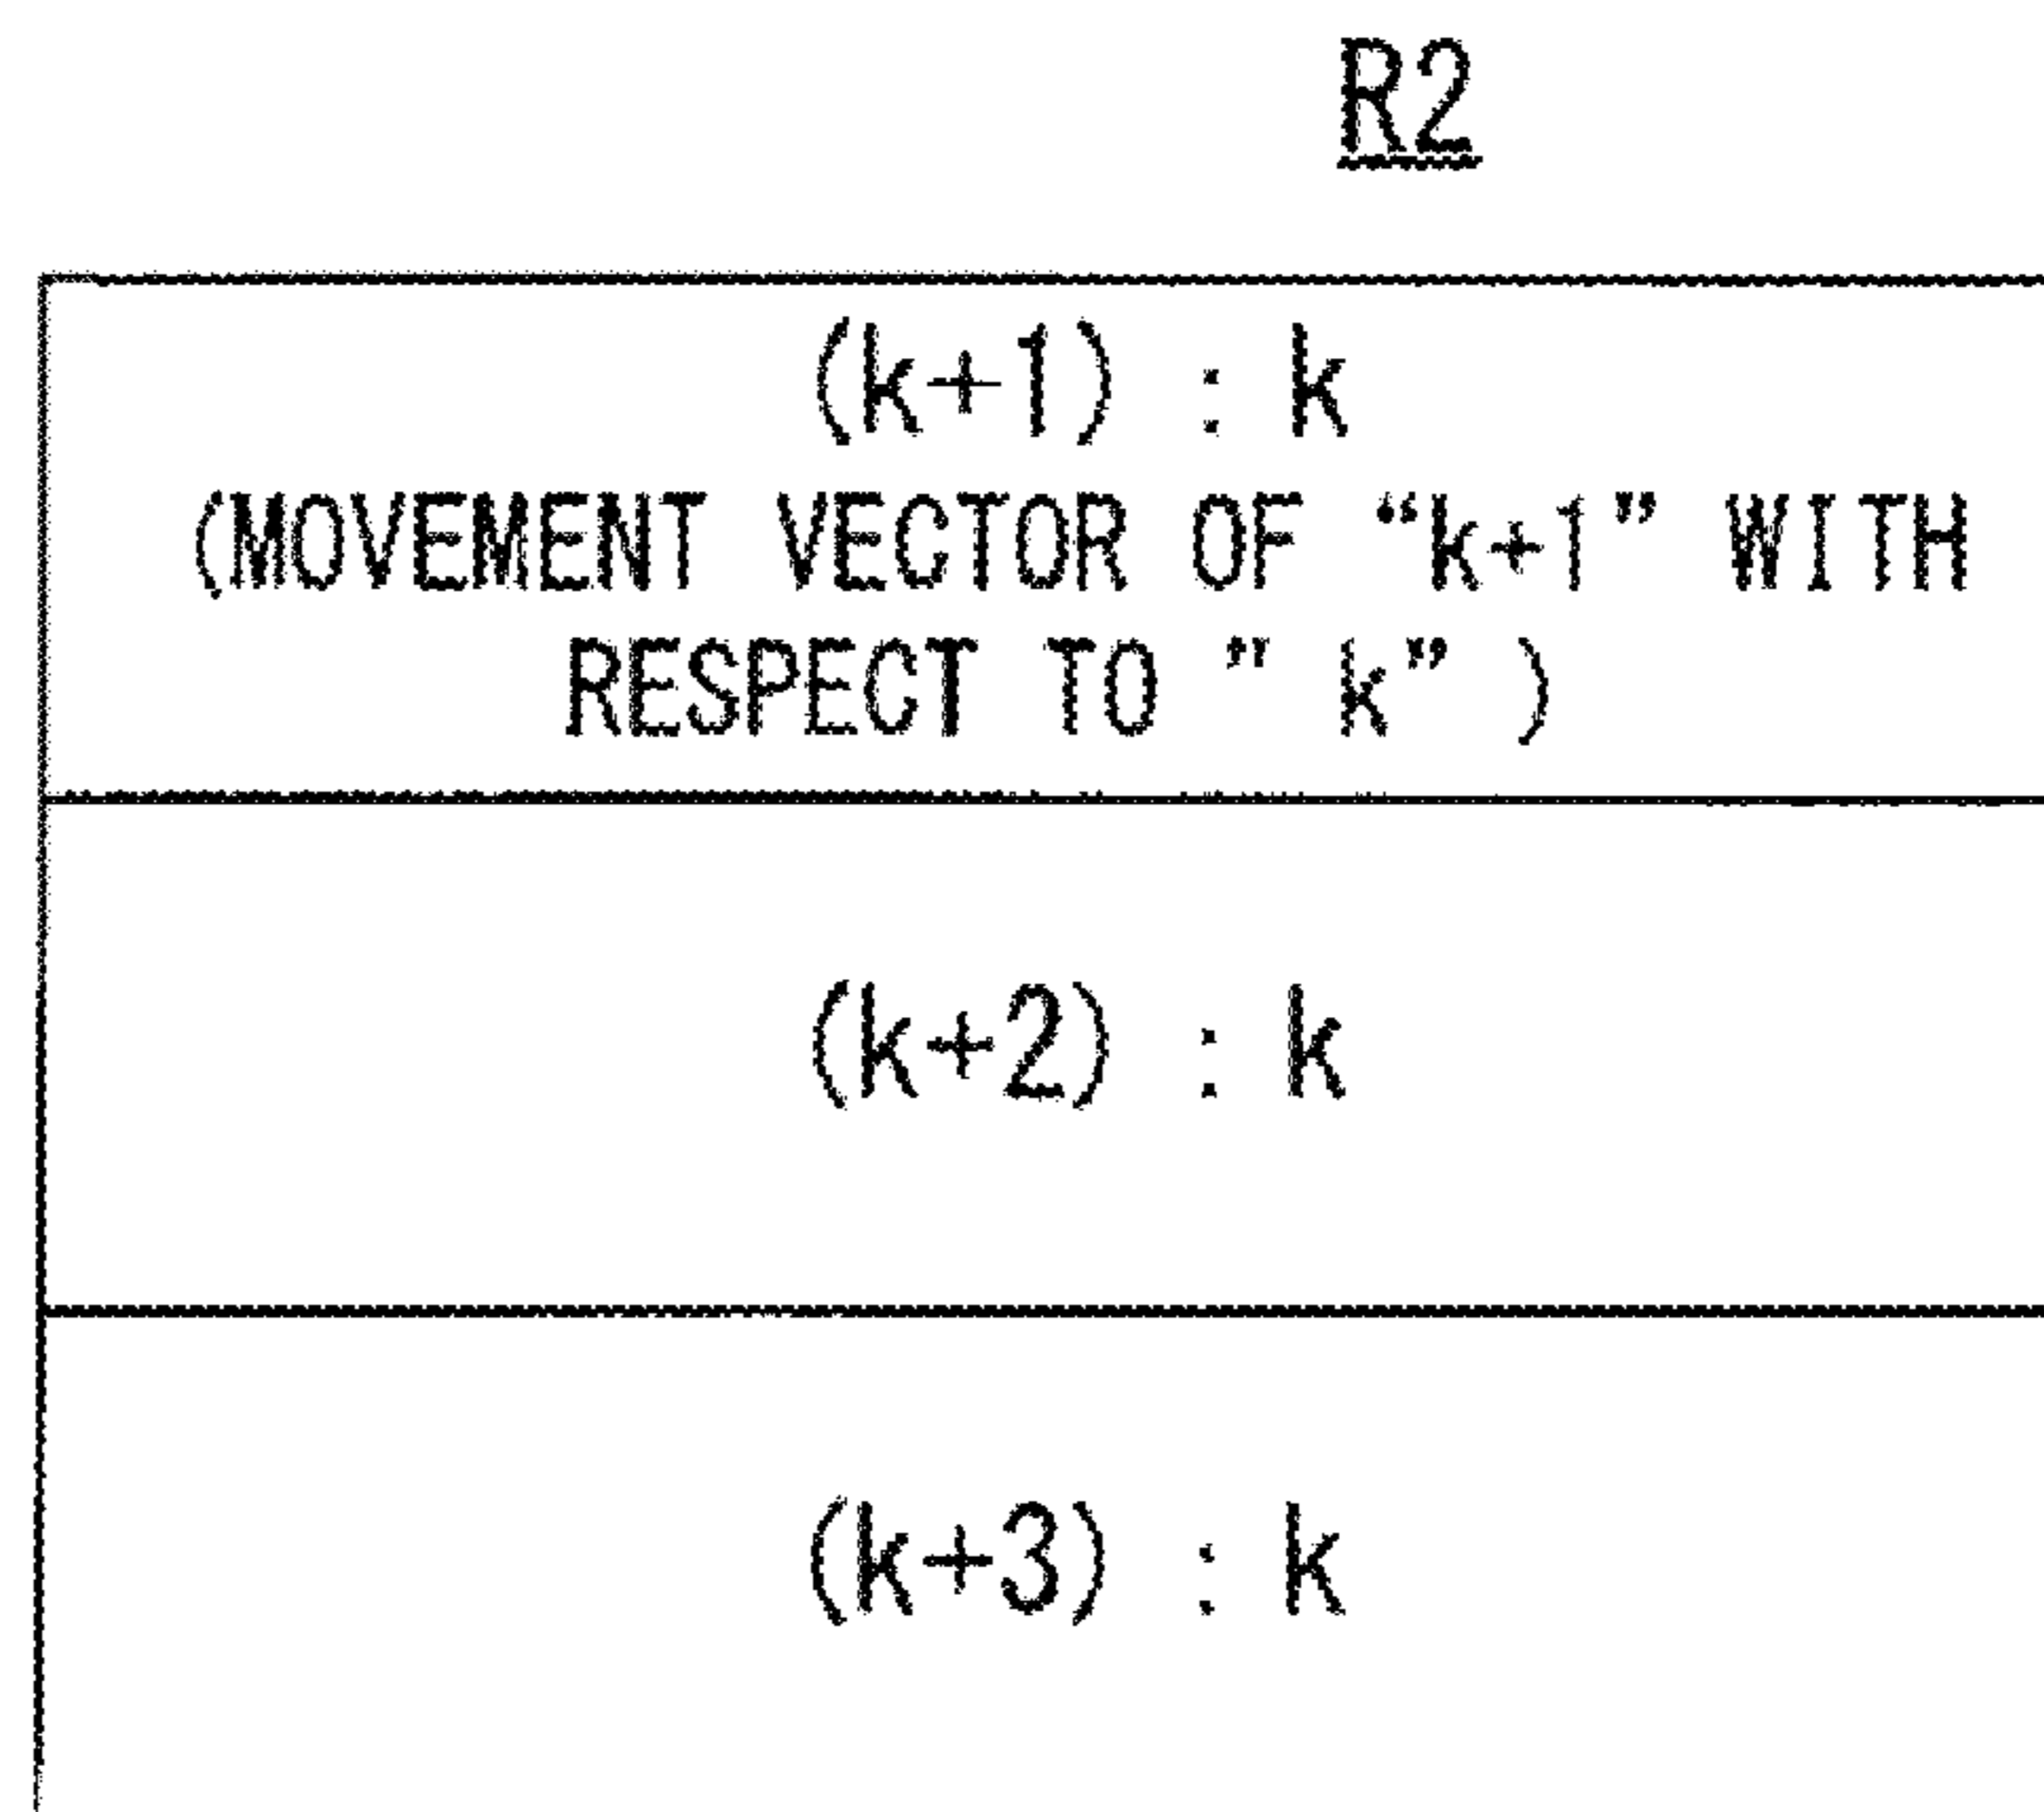 R2
(k+1) : k
(MOVEMENT VECTOR OF “k+1” WITH
RESPECT TO ” k” )
(k+2) : k
(k+3) : k